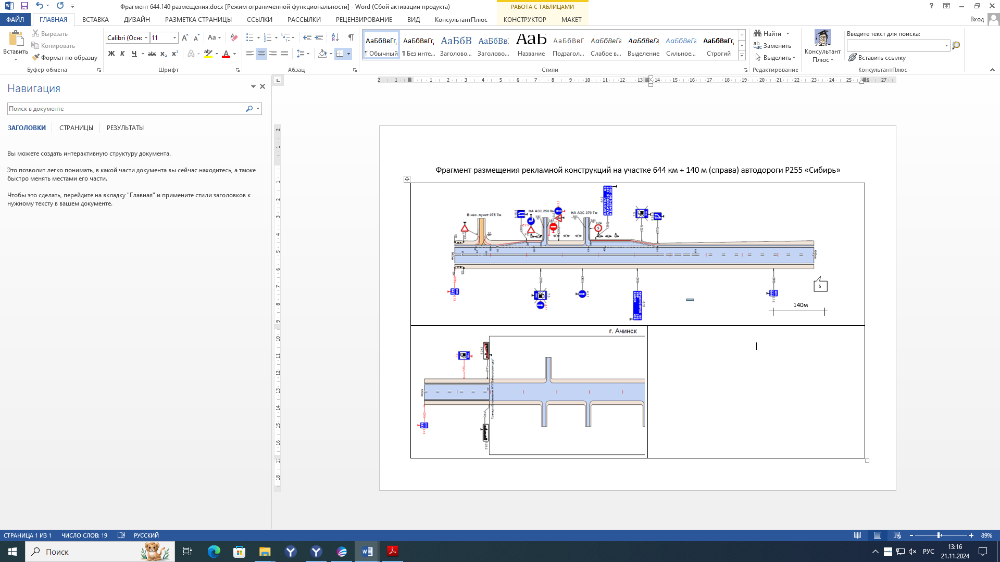 Фрагмент 644.140 размещения.docx [Режим ограниченной функциональности] - Word (Сбой активации продукта)
РАБОТА С ТАБЛИЦАМИ
ФАЙЛ ГЛАВНАЯ ВСТАВКА ДИЗАЙН РАЗМЕТКА СТРАНИЦЫ ССЫЛКИ РАССЫЛКИ РЕЦЕНЗИРОВАНИЕ ВИД КонсультантПлюс КОНСТРУКТОР МАКЕТ Вход
Вставить
Вырезать
Копировать
Формат по образцу
Буфер обмена
Calibri (Оснс 11
Ж К Ч abc x₂ x²
Шрифт
Абзац
АаБбВвГг, АаБбВвГг, АаБбВ АаБбВв АаБ АаБбВвГ АаБбВвГг АаБбВвГг АаБбВвГг АаБбВвГг,
¶ Обычный ¶ Без инте... Заголово... Заголово... Название Подзагол... Слабое в... Выделение Сильное... Строгий
Стили
Найти
Заменить
Выделить
Редактирование
Консультант Плюс
Введите текст для поиска:
Вставить ссылку
КонсультантПлюс
Навигация
Поиск в документе
ЗАГОЛОВКИ СТРАНИЦЫ РЕЗУЛЬТАТЫ
Вы можете создать интерактивную структуру документа.
Это позволит легко понимать, в какой части документа вы сейчас находитесь, а также
быстро менять местами его части.
Чтобы это сделать, перейдите на вкладку "Главная" и примените стили заголовков к
нужному тексту в вашем документе.
Фрагмент размещения рекламной конструкций на участке 644 км + 140 м (справа) автодороги Р255 «Сибирь»
В нас. пункт 075 7м
НА АЗС 250 8м
НА АЗС 370 7м
5
140м
г. Ачинск
СТРАНИЦА 1 ИЗ 1 ЧИСЛО СЛОВ: 19 РУССКИЙ
89%
Поиск
РУС
13:16
21.11.2024